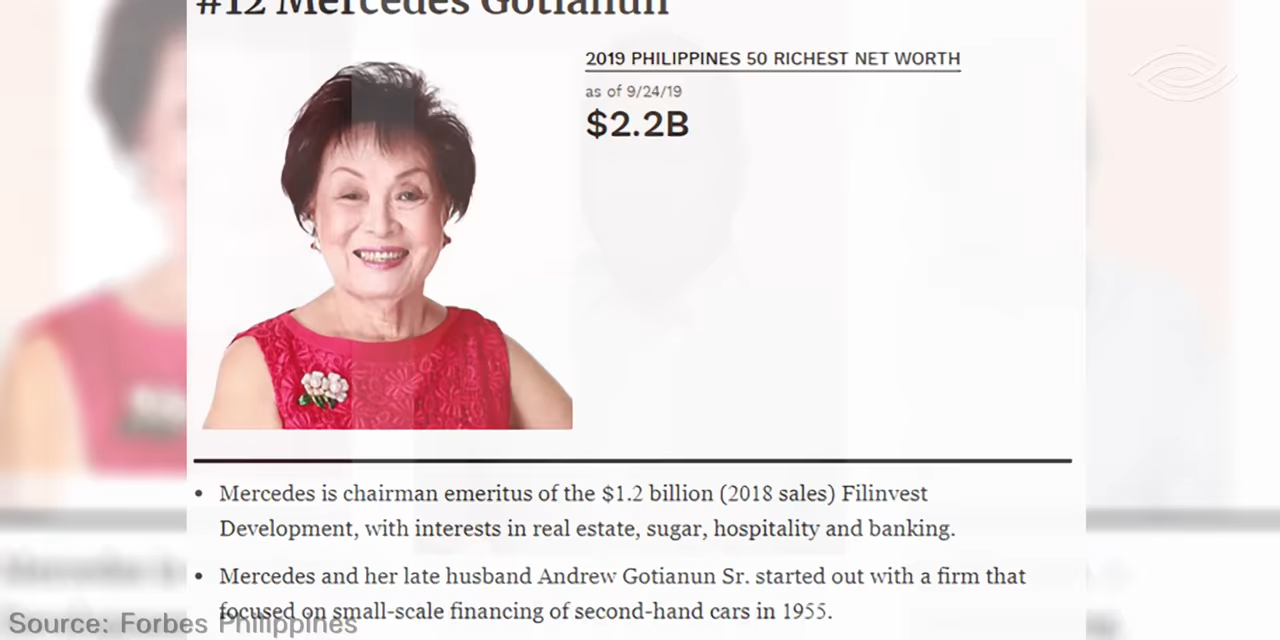 #12 Mercedes Gotianun
2019 PHILIPPINES 50 RICHEST NET WORTH
as of 9/24/19
$2.2B
• Mercedes is chairman emeritus of the $1.2 billion (2018 sales) Filinvest
Development, with interests in real estate, sugar, hospitality and banking.
• Mercedes and her late husband Andrew Gotianun Sr. started out with a firm that
focused on small-scale financing of second-hand cars in 1955.
Source: Forbes Philippines